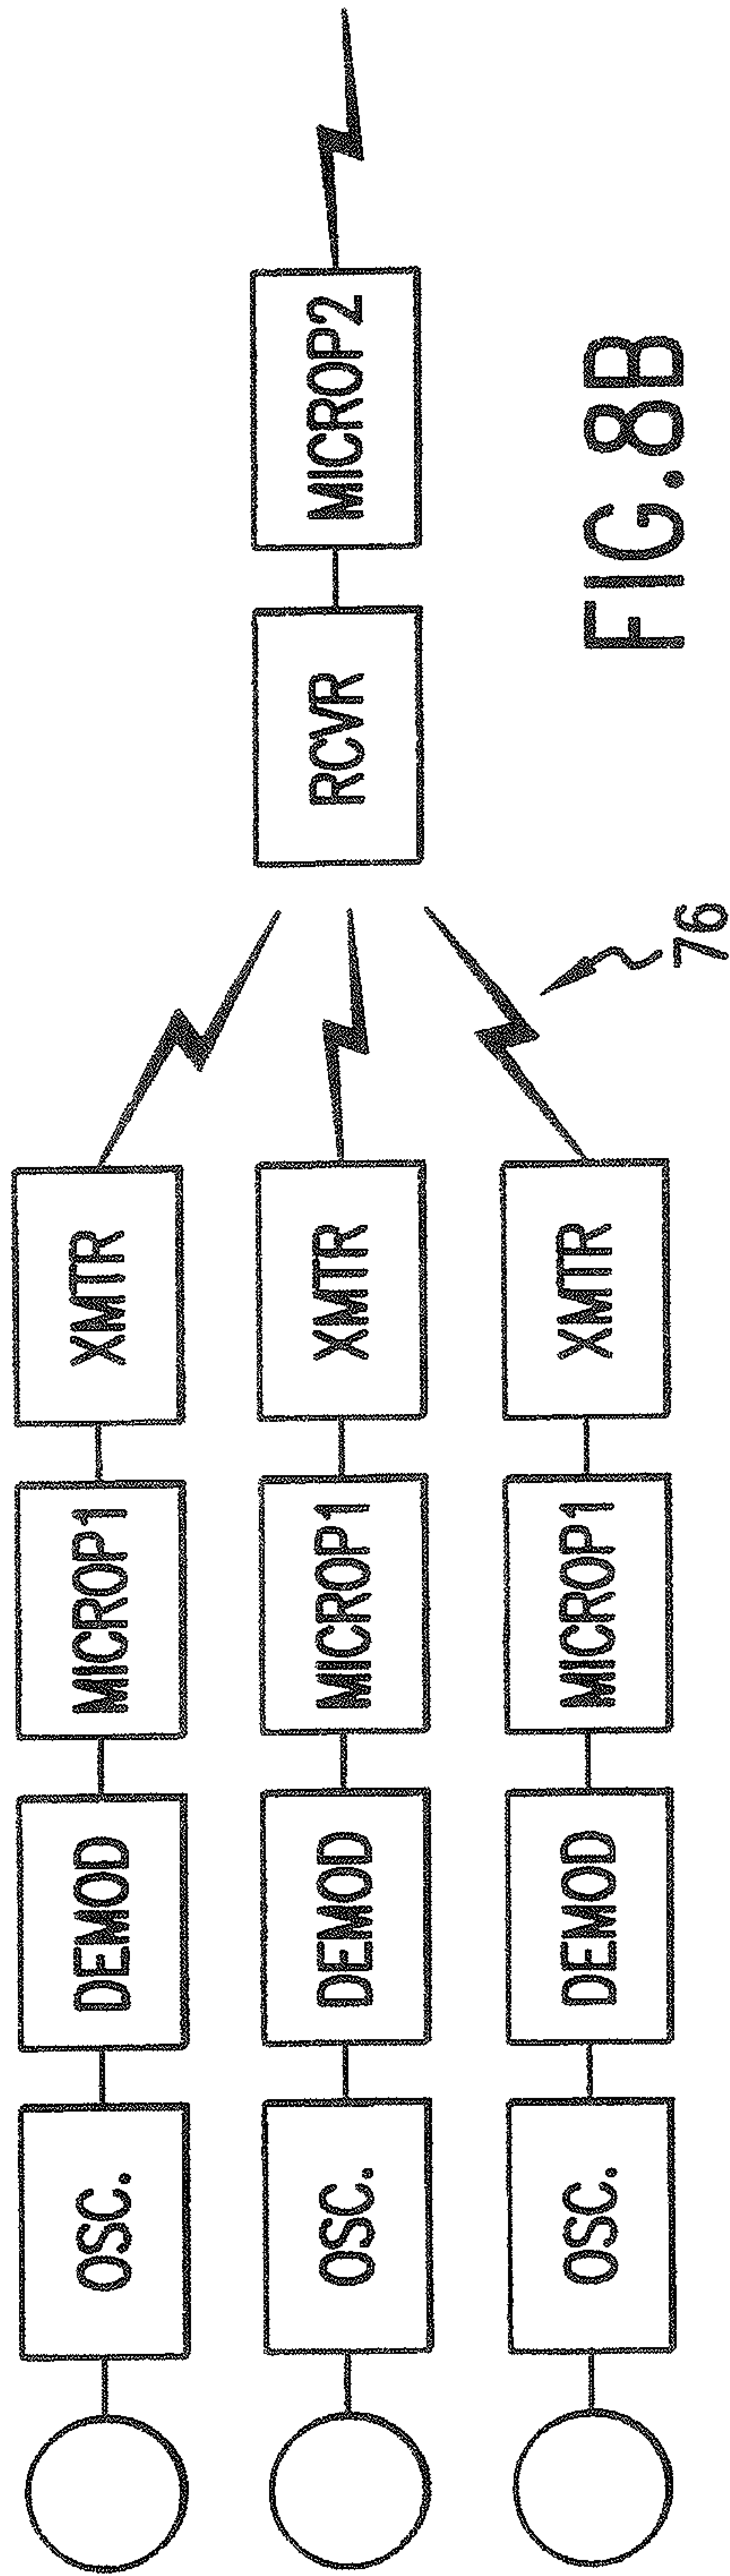 OSC.
DEMOD
MICROP1
XMTR
OSC.
DEMOD
MICROP1
XMTR
OSC.
DEMOD
MICROP1
XMTR
76
RCVR
MICROP2
FIG.8B